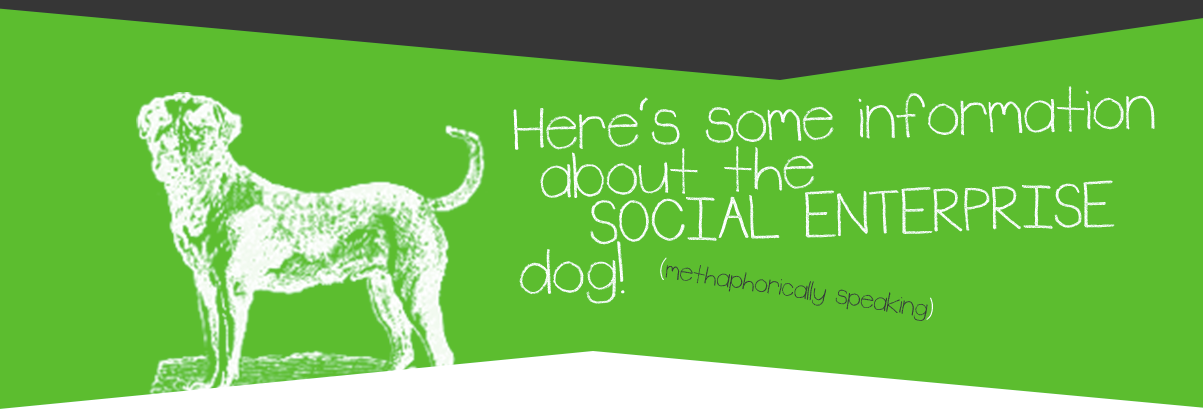 Here's some information
about the
SOCIAL ENTERPRISE
dog! (methaphorically speaking)